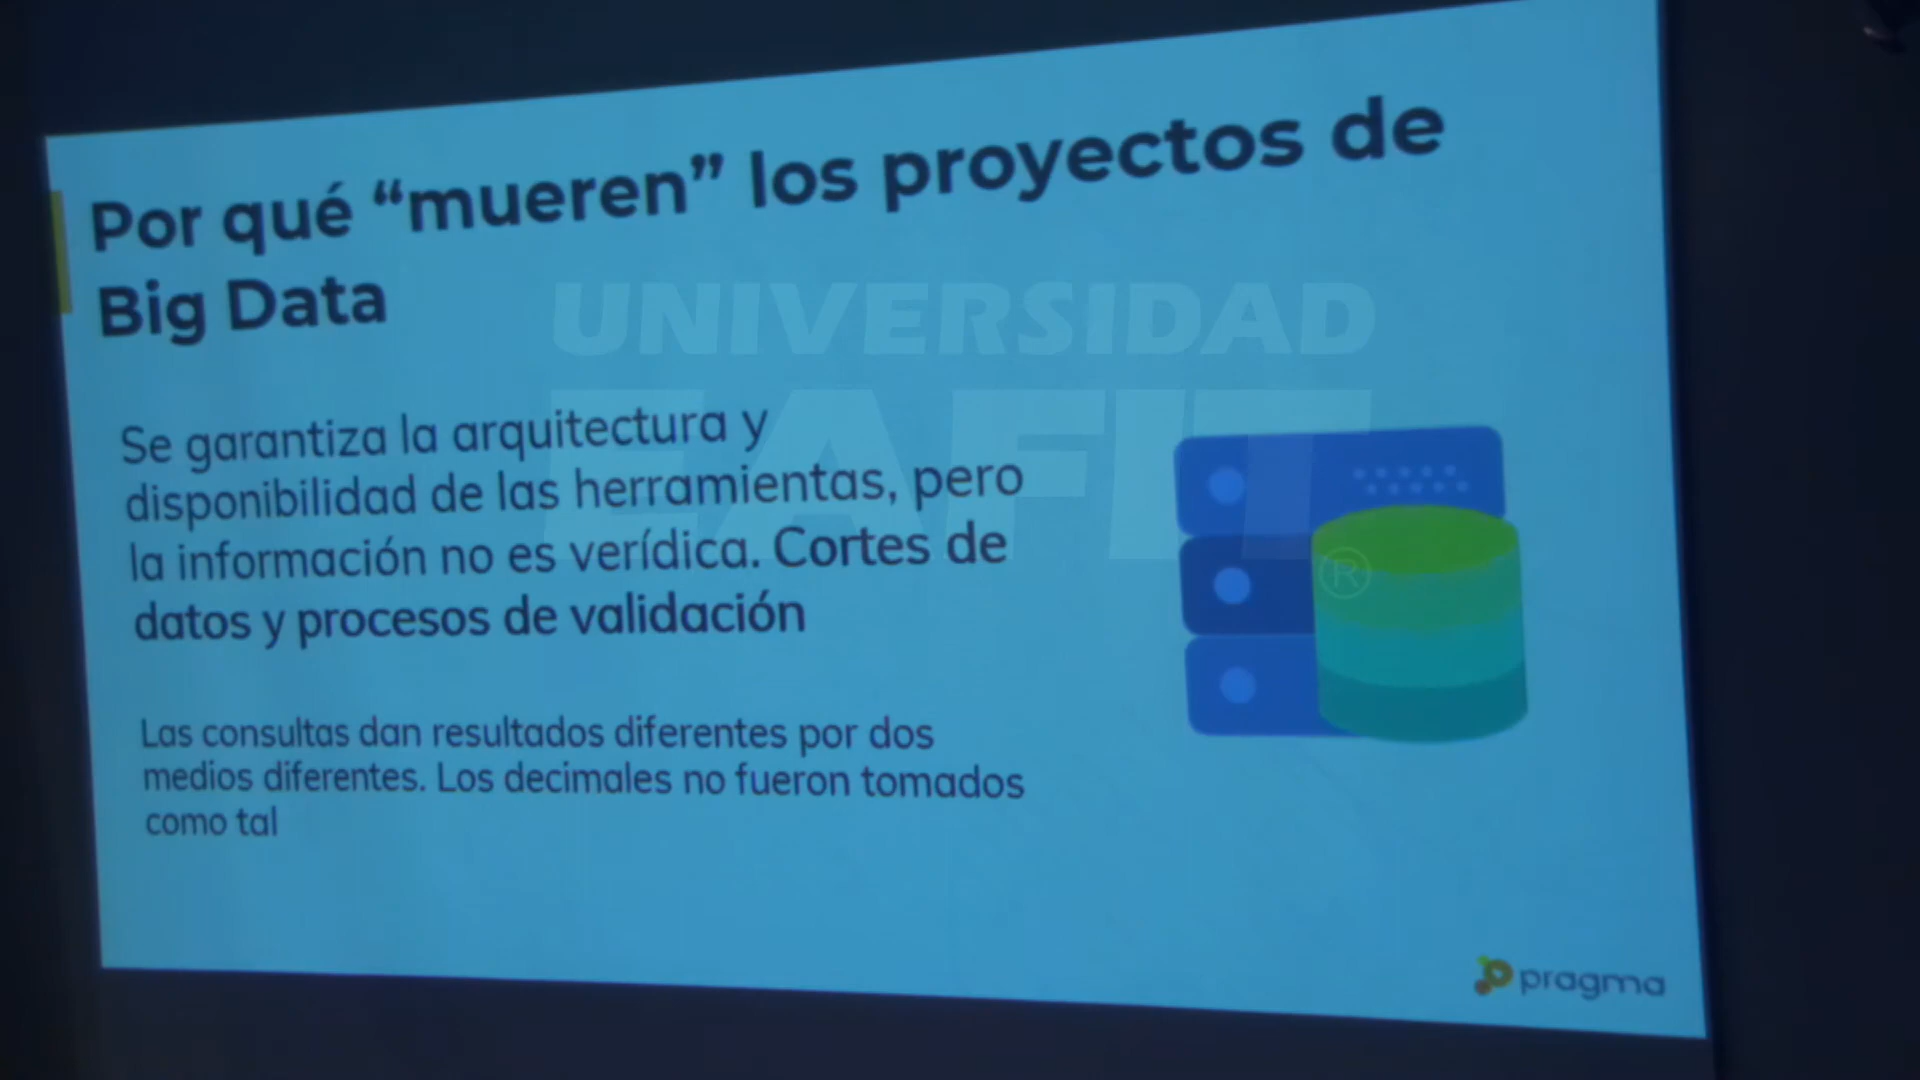 Por qué “mueren” los proyectos de
Big Data
UNIVERSIDAD
EAFIT
®
Se garantiza la arquitectura y
disponibilidad de las herramientas, pero
la información no es verídica. Cortes de
datos y procesos de validación
Las consultas dan resultados diferentes por dos
medios diferentes. Los decimales no fueron tomados
como tal
pragma